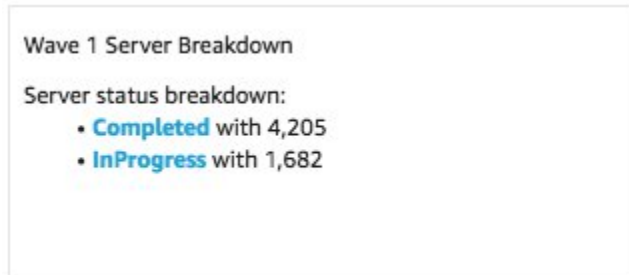 Wave 1 Server Breakdown
Server status breakdown:
• Completed with 4,205
• InProgress with 1,682